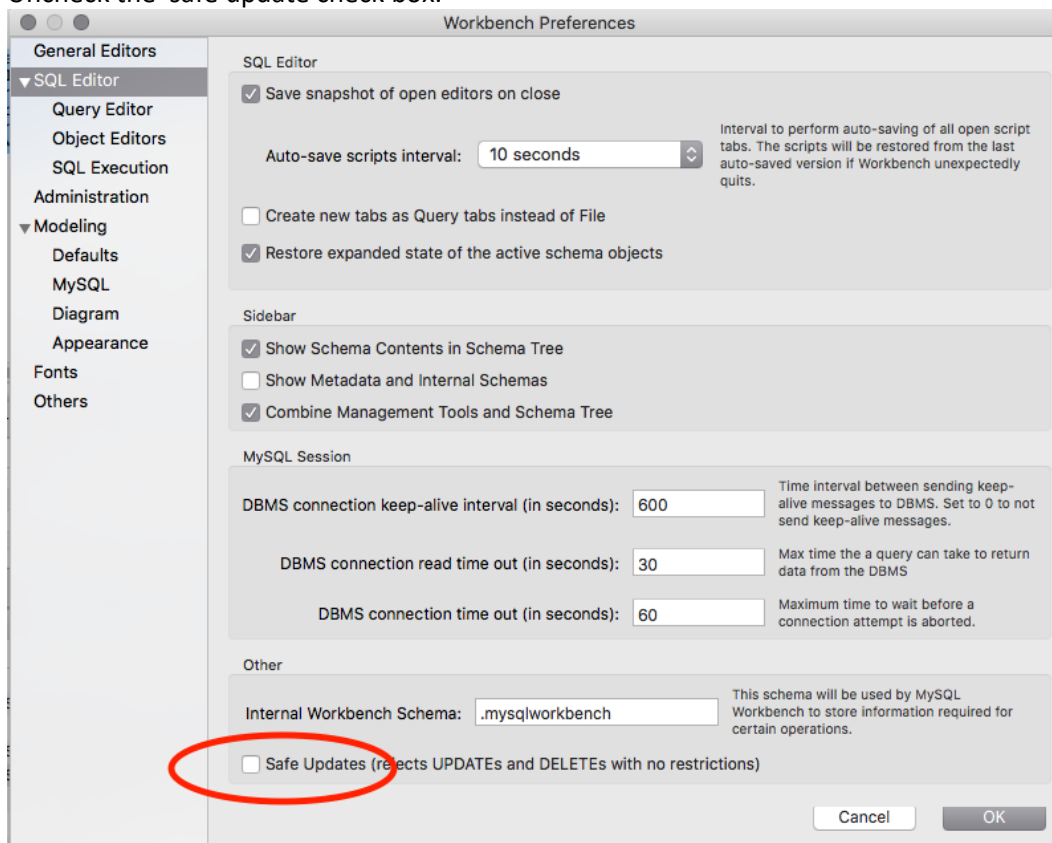 Uncheck the safe update check box.
Workbench Preferences
General Editors
SQL Editor
Query Editor
Object Editors
SQL Execution
Administration
Modeling
Defaults
MySQL
Diagram
Appearance
Fonts
Others
SQL Editor
Save snapshot of open editors on close
Auto-save scripts interval:
10 seconds
Interval to perform auto-saving of all open script
tabs. The scripts will be restored from the last
auto-saved version if Workbench unexpectedly
quits.
Create new tabs as Query tabs instead of File
Restore expanded state of the active schema objects
Sidebar
Show Schema Contents in Schema Tree
Show Metadata and Internal Schemas
Combine Management Tools and Schema Tree
MySQL Session
DBMS connection keep-alive interval (in seconds):
600
Time interval between sending keep-
alive messages to DBMS. Set to 0 to not
send keep-alive messages.
DBMS connection read time out (in seconds):
30
Max time the a query can take to return
data from the DBMS
DBMS connection time out (in seconds):
60
Maximum time to wait before a
connection attempt is aborted.
Other
Internal Workbench Schema:
.mysqlworkbench
This schema will be used by MySQL
Workbench to store information required for
certain operations.
Safe Updates (rejects UPDATEs and DELETEs with no restrictions)
Cancel
OK